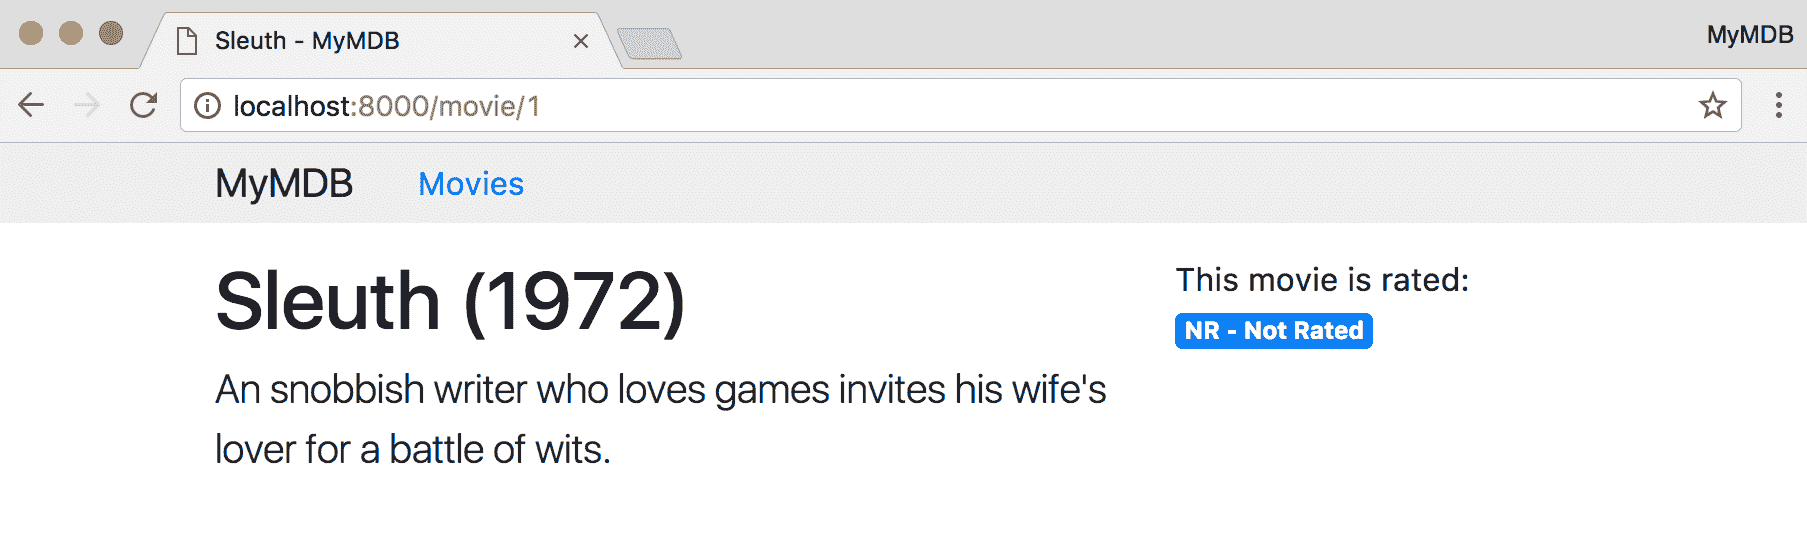 Sleuth - MyMDB
MyMDB
localhost:8000/movie/1
MyMDB Movies
Sleuth (1972)
An snobbish writer who loves games invites his wife's
lover for a battle of wits.
This movie is rated:
NR - Not Rated